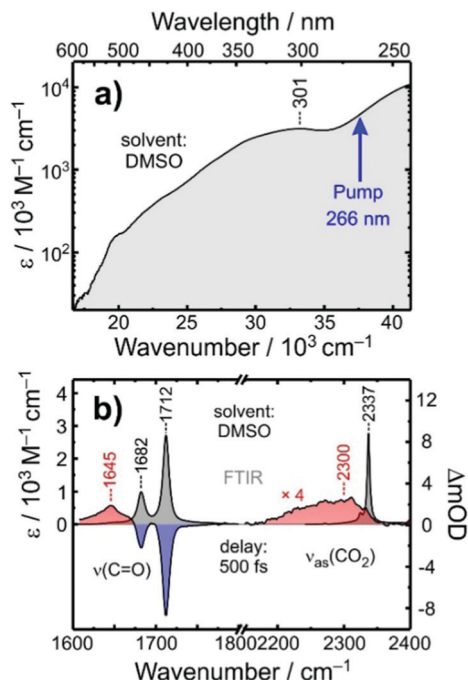 Wavelength / nm
600 500 400 350 300 250
a)
solvent:
DMSO
301
Pump
266 nm
10⁴
10³
10²
ε / 10³ M⁻¹ cm⁻¹
20 25 30 35 40
Wavenumber / 10³ cm⁻¹
b)
1645
1682
1712
solvent:
DMSO
FTIR
2337
2300
× 4
ν(C=O)
delay:
500 fs
νas(CO₂)
4
3
2
1
0
ε / 10³ M⁻¹ cm⁻¹
12
8
4
0
-4
-8
ΔmOD
1600 1700 1800 2200 2300 2400
Wavenumber / cm⁻¹